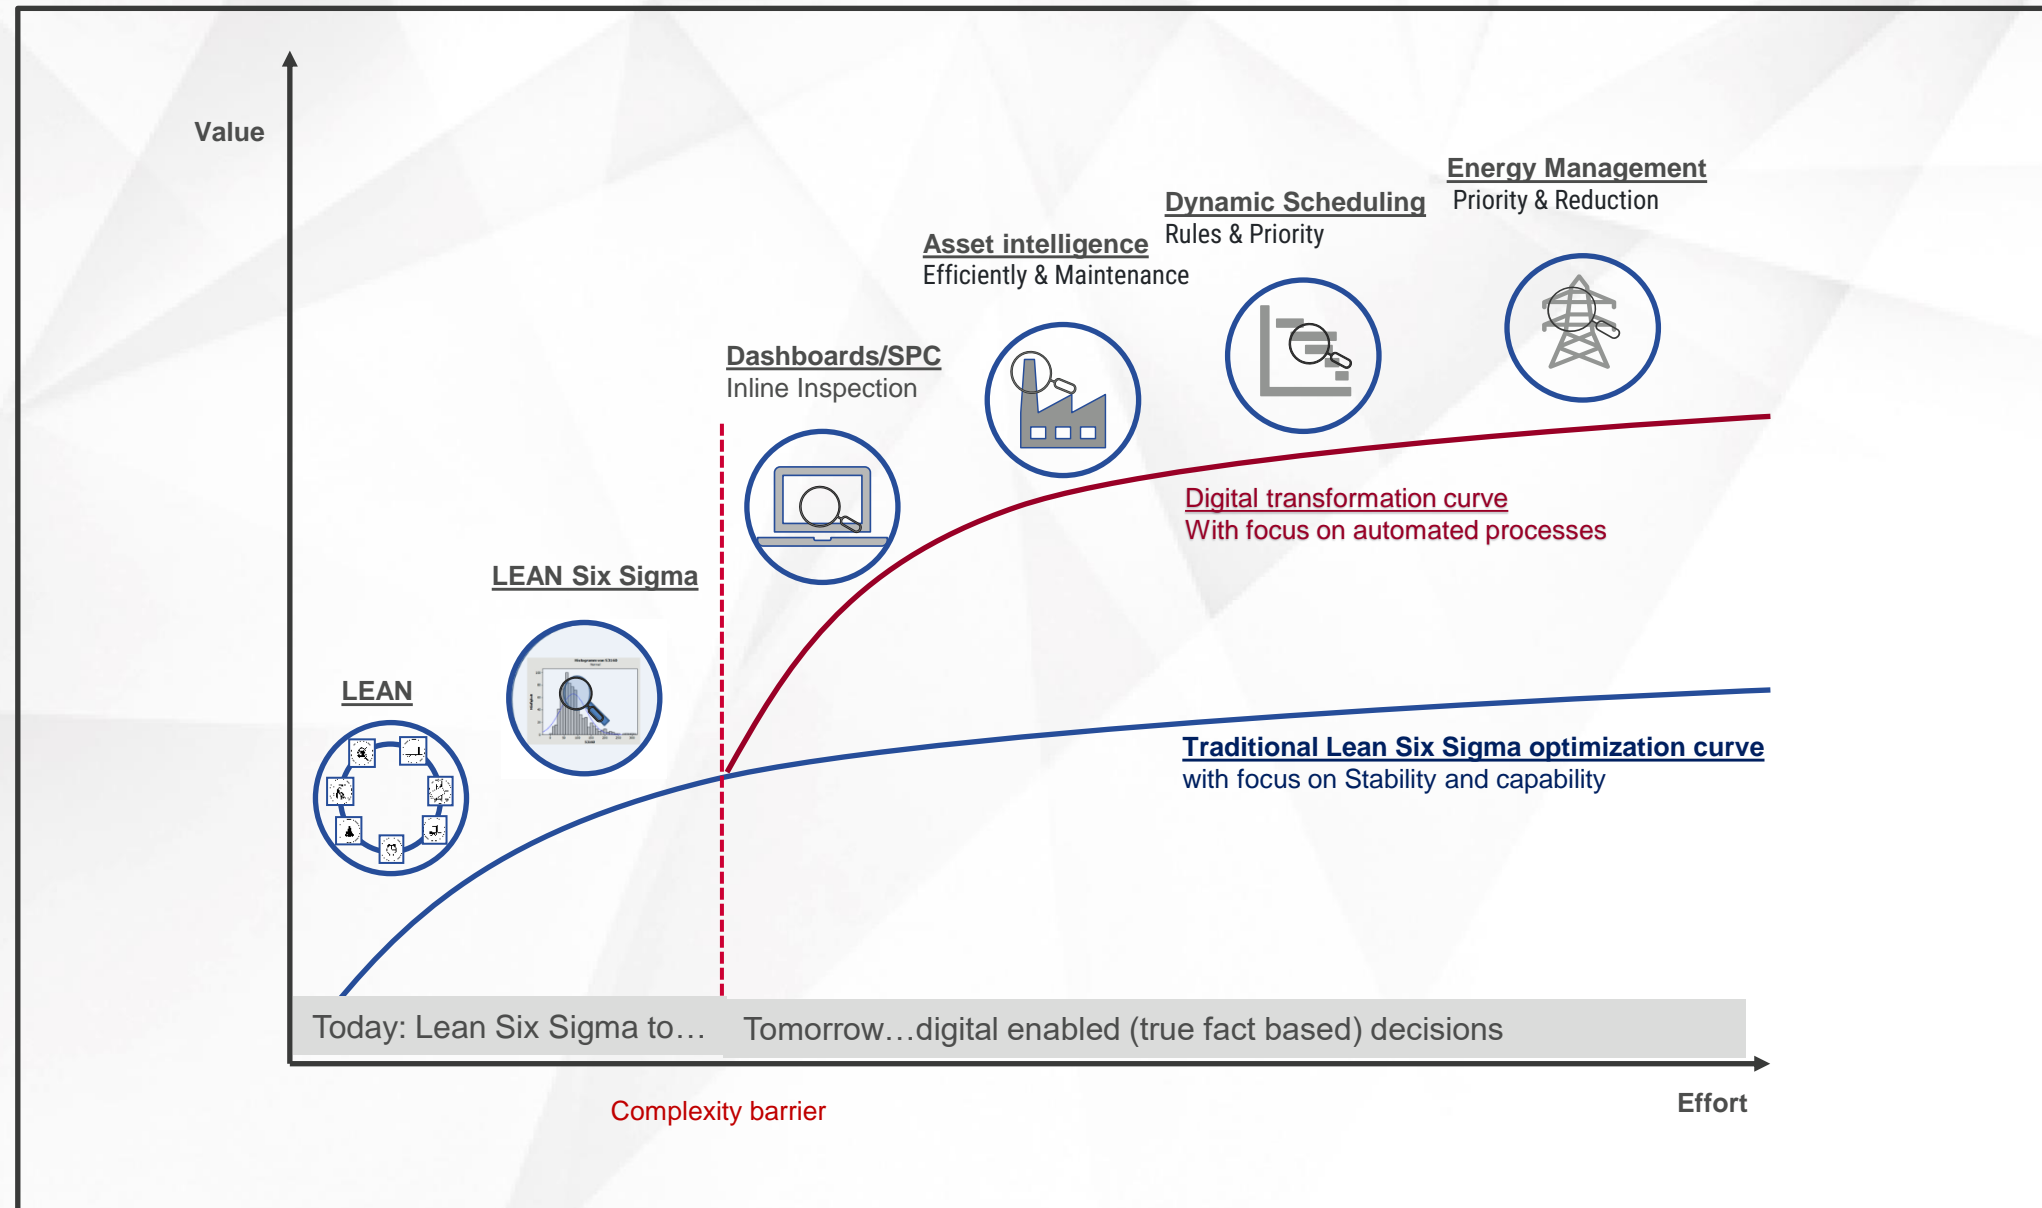 Value
Energy Management
Priority & Reduction
Dynamic Scheduling
Rules & Priority
Asset intelligence
Efficiently & Maintenance
Dashboards/SPC
Inline Inspection
LEAN Six Sigma
LEAN
Digital transformation curve
With focus on automated processes
Traditional Lean Six Sigma optimization curve
with focus on Stability and capability
Today: Lean Six Sigma to…
Tomorrow…digital enabled (true fact based) decisions
Complexity barrier
Effort